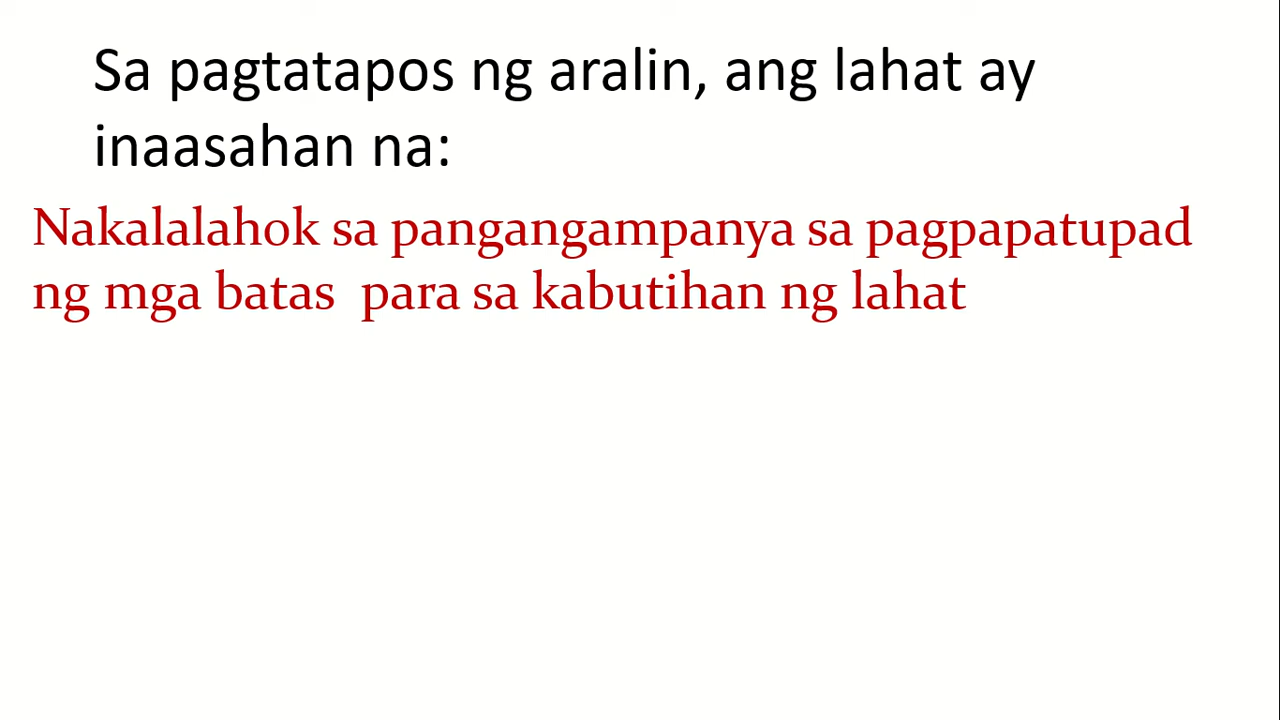 Sa pagtatapos ng aralin, ang lahat ay
inaasahan na:
Nakalalahok sa pangangampanya sa pagpapatupad
ng mga batas  para sa kabutihan ng lahat